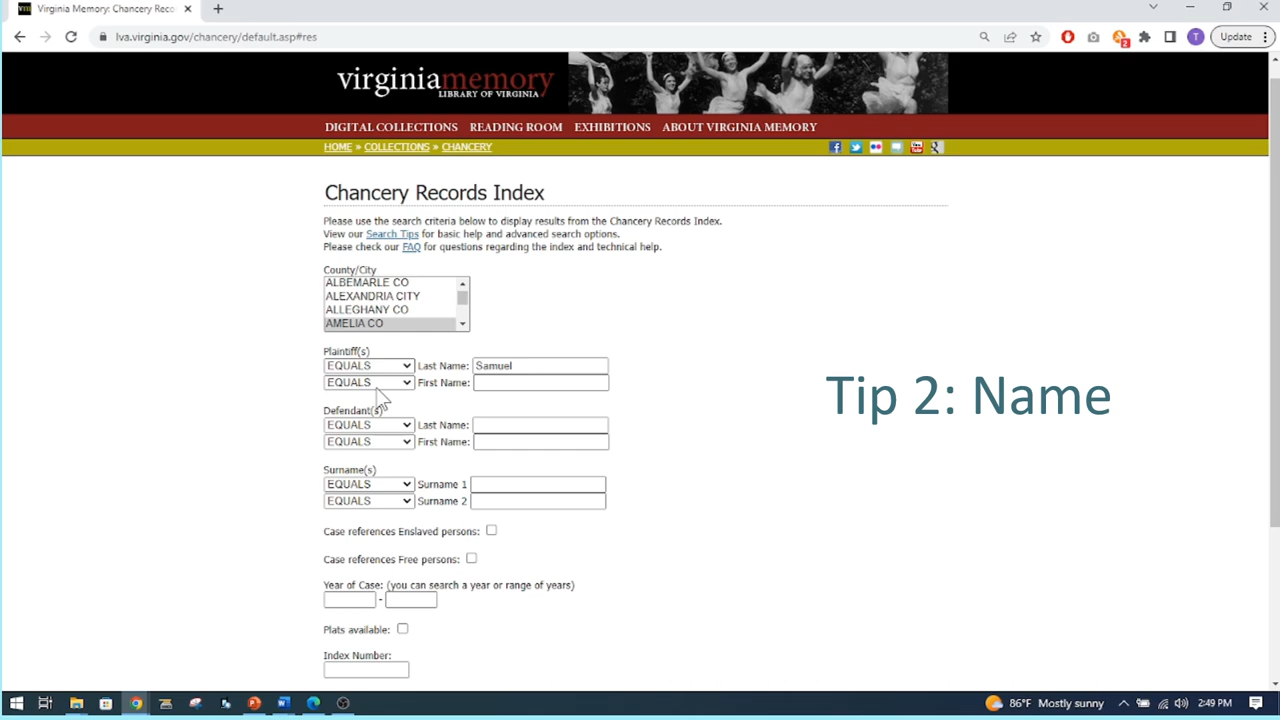 Virginia Memory: Chancery Reco
lva.virginia.gov/chancery/default.asp#res
2
T
Update
virginiamemory
LIBRARY OF VIRGINIA
DIGITAL COLLECTIONS READING ROOM EXHIBITIONS ABOUT VIRGINIA MEMORY
HOME » COLLECTIONS » CHANCERY
Chancery Records Index
Please use the search criteria below to display results from the Chancery Records Index.
View our Search Tips for basic help and advanced search options.
Please check our FAQ for questions regarding the index and technical help.
County/City
ALBEMARLE CO
ALEXANDRIA CITY
ALLEGHANY CO
AMELIA CO
Plaintiff(s)
EQUALS Last Name: Samuel
EQUALS First Name:
Tip 2: Name
Defendant(s)
EQUALS Last Name:
EQUALS First Name:
Surname(s)
EQUALS Surname 1
EQUALS Surname 2
Case references Enslaved persons:
Case references Free persons:
Year of Case: (you can search a year or range of years)
-
Plats available:
Index Number:
86°F Mostly sunny 2:49 PM